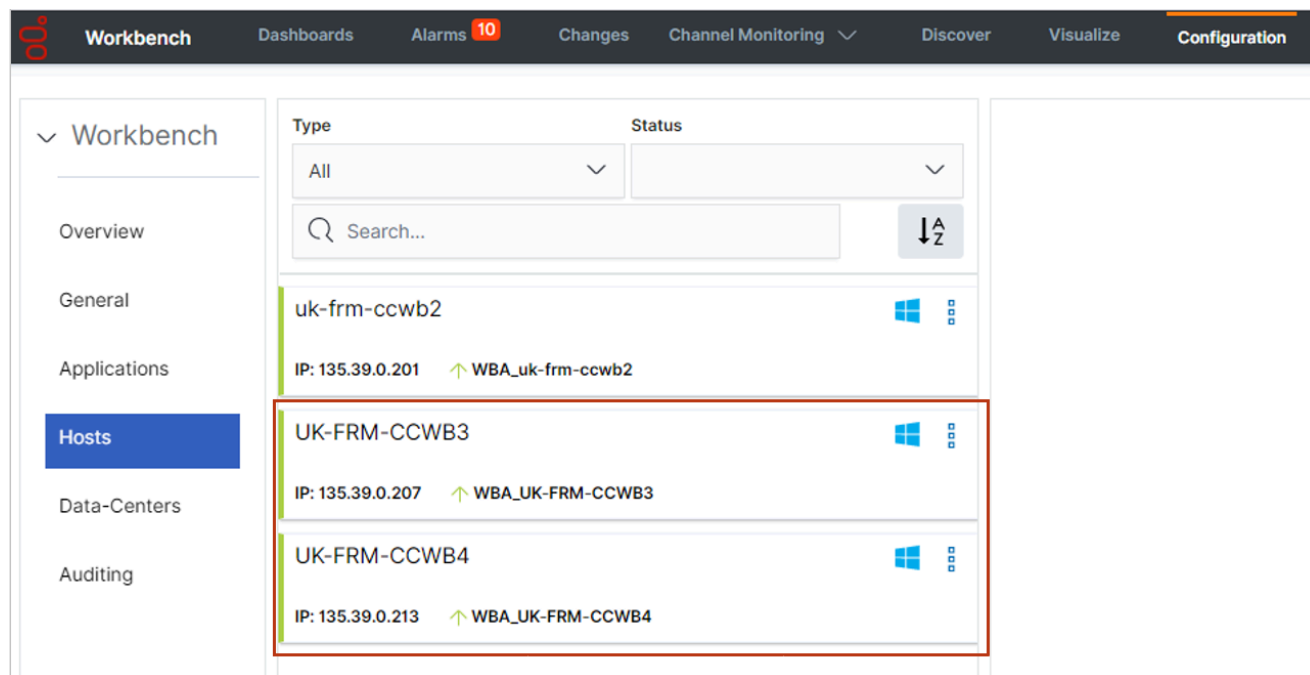 Workbench Dashboards Alarms 10 Changes Channel Monitoring Discover Visualize Configuration
Workbench
Overview
General
Applications
Hosts
Data-Centers
Auditing
Type Status
All
Search...
A
Z
uk-frm-ccwb2
IP: 135.39.0.201 WBA_uk-frm-ccwb2
UK-FRM-CCWB3
IP: 135.39.0.207 WBA_UK-FRM-CCWB3
UK-FRM-CCWB4
IP: 135.39.0.213 WBA_UK-FRM-CCWB4